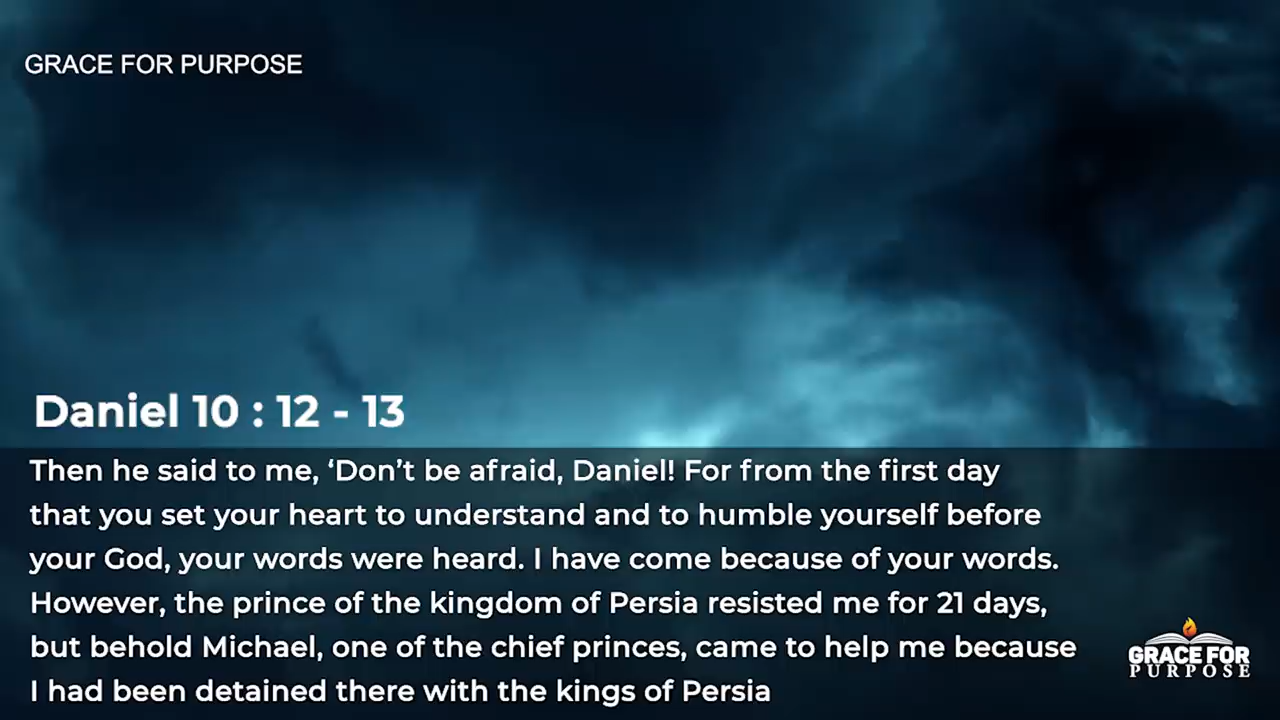 GRACE FOR PURPOSE
Daniel 10 : 12 - 13
Then he said to me, ‘Don’t be afraid, Daniel! For from the first day
that you set your heart to understand and to humble yourself before
your God, your words were heard. I have come because of your words.
However, the prince of the kingdom of Persia resisted me for 21 days,
but behold Michael, one of the chief princes, came to help me because
I had been detained there with the kings of Persia
GRACE FOR
PURPOSE